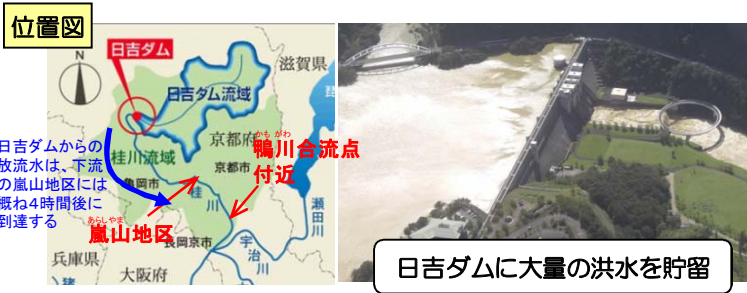 位置図
日吉ダム
滋賀県
日吉ダム流域
京都府
桂川流域
京都市
亀岡市
日吉ダムからの
放流水は、下流
の嵐山地区には
概ね4時間後に
到達する
かも がわ
鴨川合流点
付近
桂
川
あらしやま
嵐山地区
長岡京市
瀬
田
川
宇
治
川
兵庫県
大阪府
猪
琵
N
日吉ダムに大量の洪水を貯留